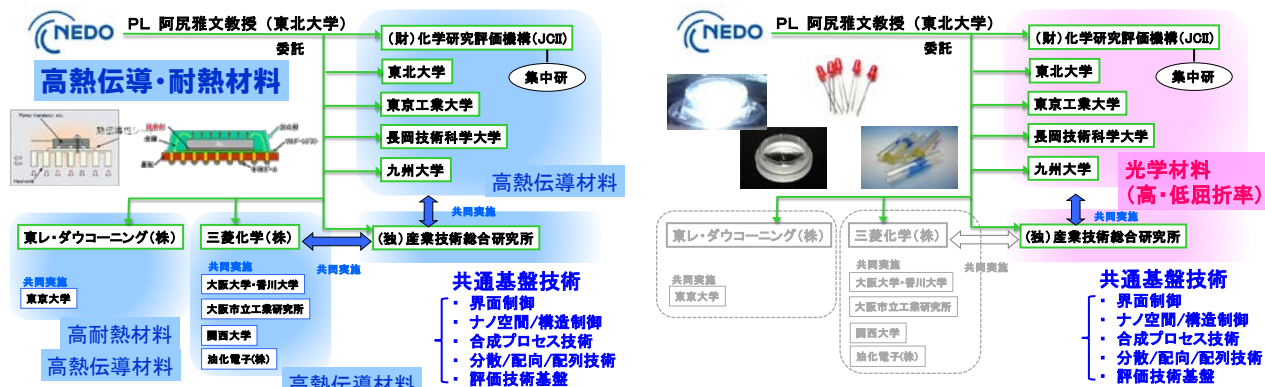 NEDO
PL 阿尻雅文教授(東北大学)
委託
高熱伝導・耐熱材料
(財)化学研究評価機構(JCII)
集中研
東北大学
東京工業大学
長岡技術科学大学
九州大学
高熱伝導材料
共同実施
東レ・ダウコーニング(株)
三菱化学(株)
(独)産業技術総合研究所
共同実施
共同実施
共同実施
東京大学
大阪大学・香川大学
大阪市立工業研究所
関西大学
油化電子(株)
高耐熱材料
高熱伝導材料
高熱伝導材料
共通基盤技術
・ 界面制御
・ ナノ空間/構造制御
・ 合成プロセス技術
・ 分散/配向/配列技術
・ 評価技術基盤
NEDO
PL 阿尻雅文教授(東北大学)
委託
(財)化学研究評価機構(JCII)
集中研
東北大学
東京工業大学
長岡技術科学大学
九州大学
光学材料
(高・低屈折率)
共同実施
東レ・ダウコーニング(株)
三菱化学(株)
(独)産業技術総合研究所
共同実施
共同実施
共同実施
東京大学
大阪大学・香川大学
大阪市立工業研究所
関西大学
油化電子(株)
共通基盤技術
・ 界面制御
・ ナノ空間/構造制御
・ 合成プロセス技術
・ 分散/配向/配列技術
・ 評価技術基盤